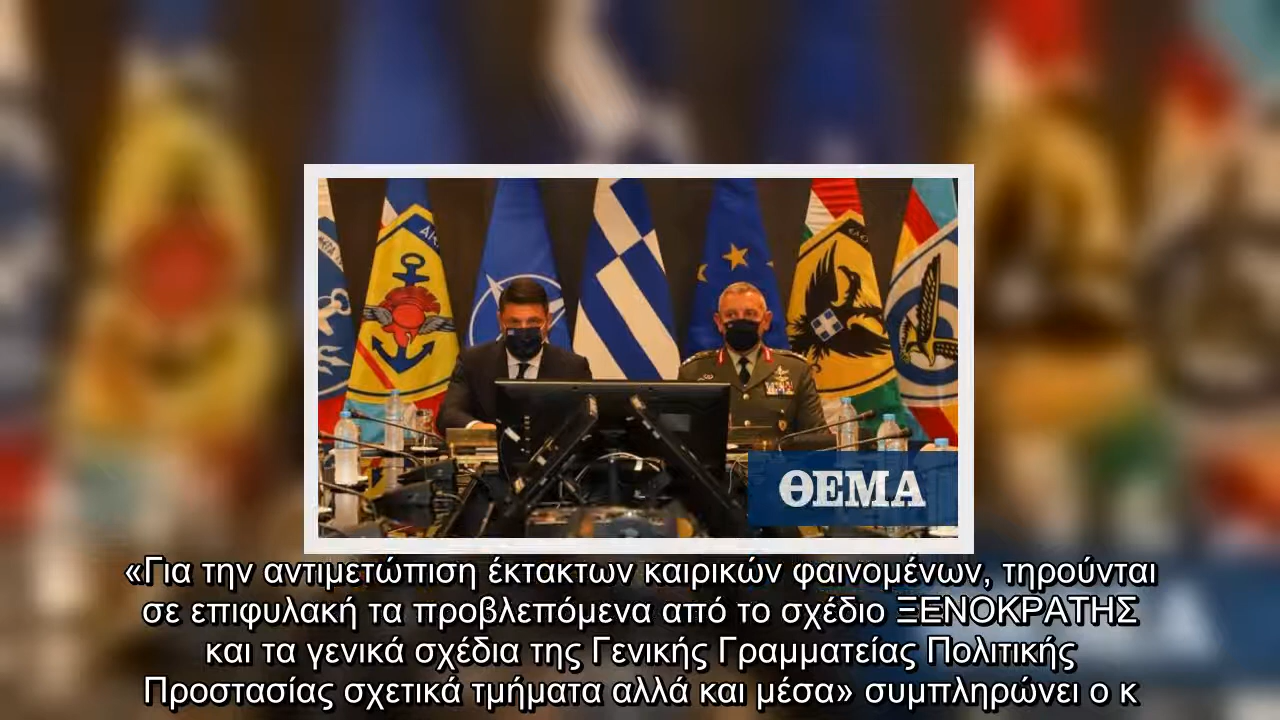 ΘΕΜΑ
«Για την αντιμετώπιση έκτακτων καιρικών φαινομένων, τηρούνται
σε επιφυλακή τα προβλεπόμενα από το σχέδιο ΞΕΝΟΚΡΑΤΗΣ
και τα γενικά σχέδια της Γενικής Γραμματείας Πολιτικής
Προστασίας σχετικά τμήματα αλλά και μέσα» συμπληρώνει ο κ